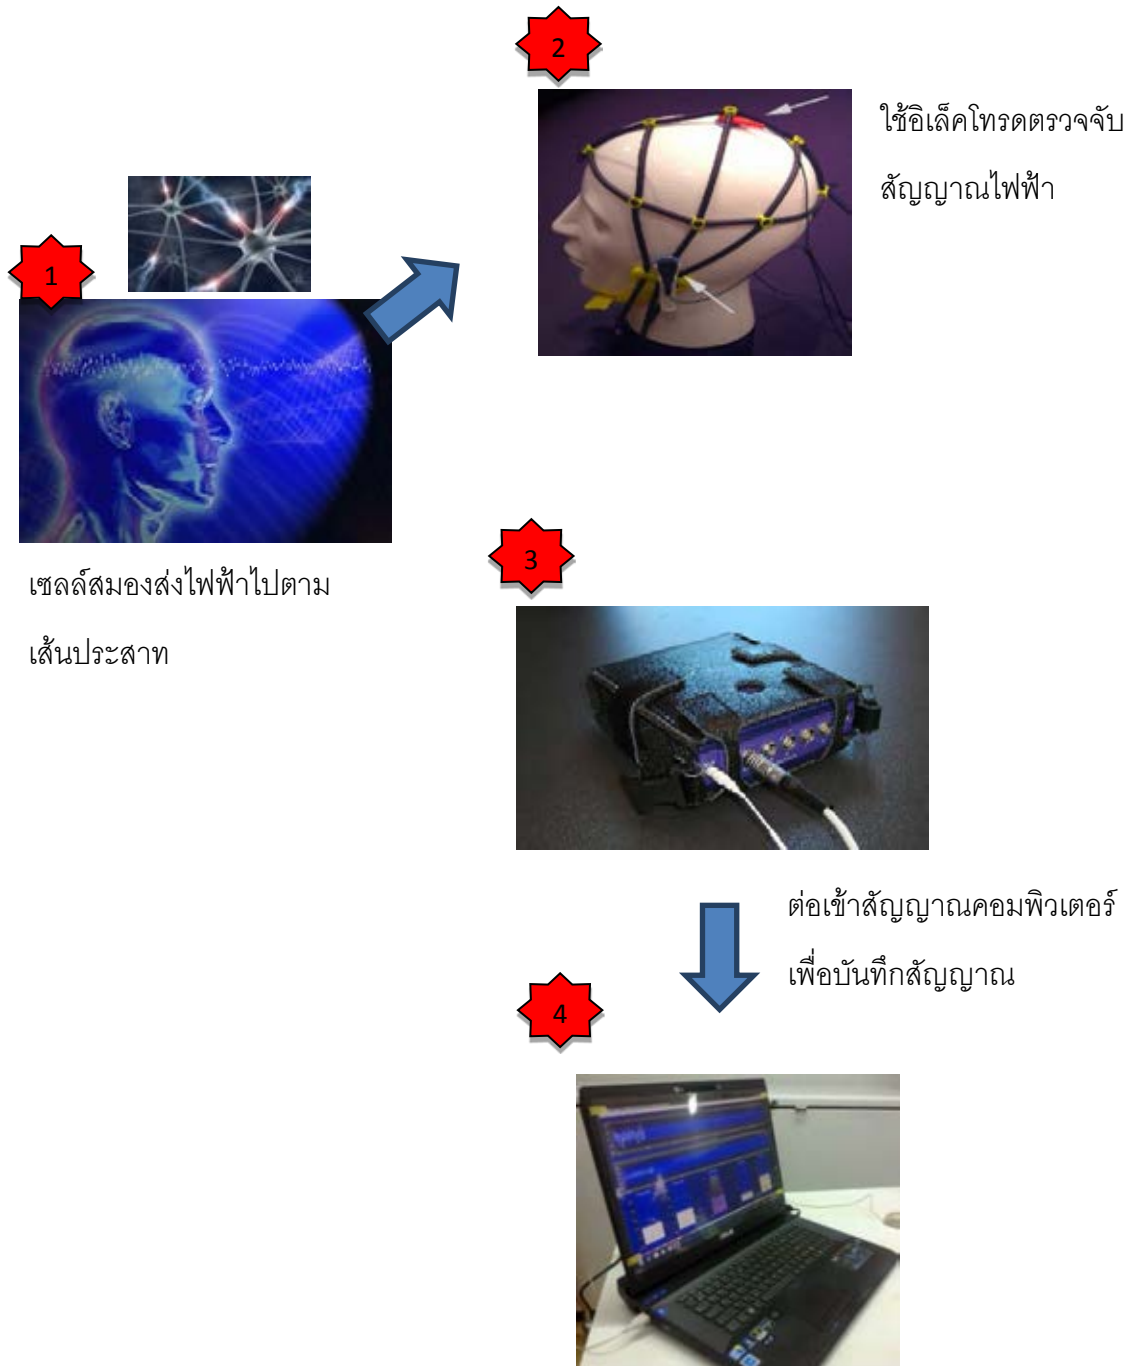 1
เซลล์สมองส่งไฟฟ้าไปตาม
เส้นประสาท
2
ใช้อิเล็คโทรดตรวจจับ
สัญญาณไฟฟ้า
3
ต่อเข้าสัญญาณคอมพิวเตอร์
เพื่อบันทึกสัญญาณ
4